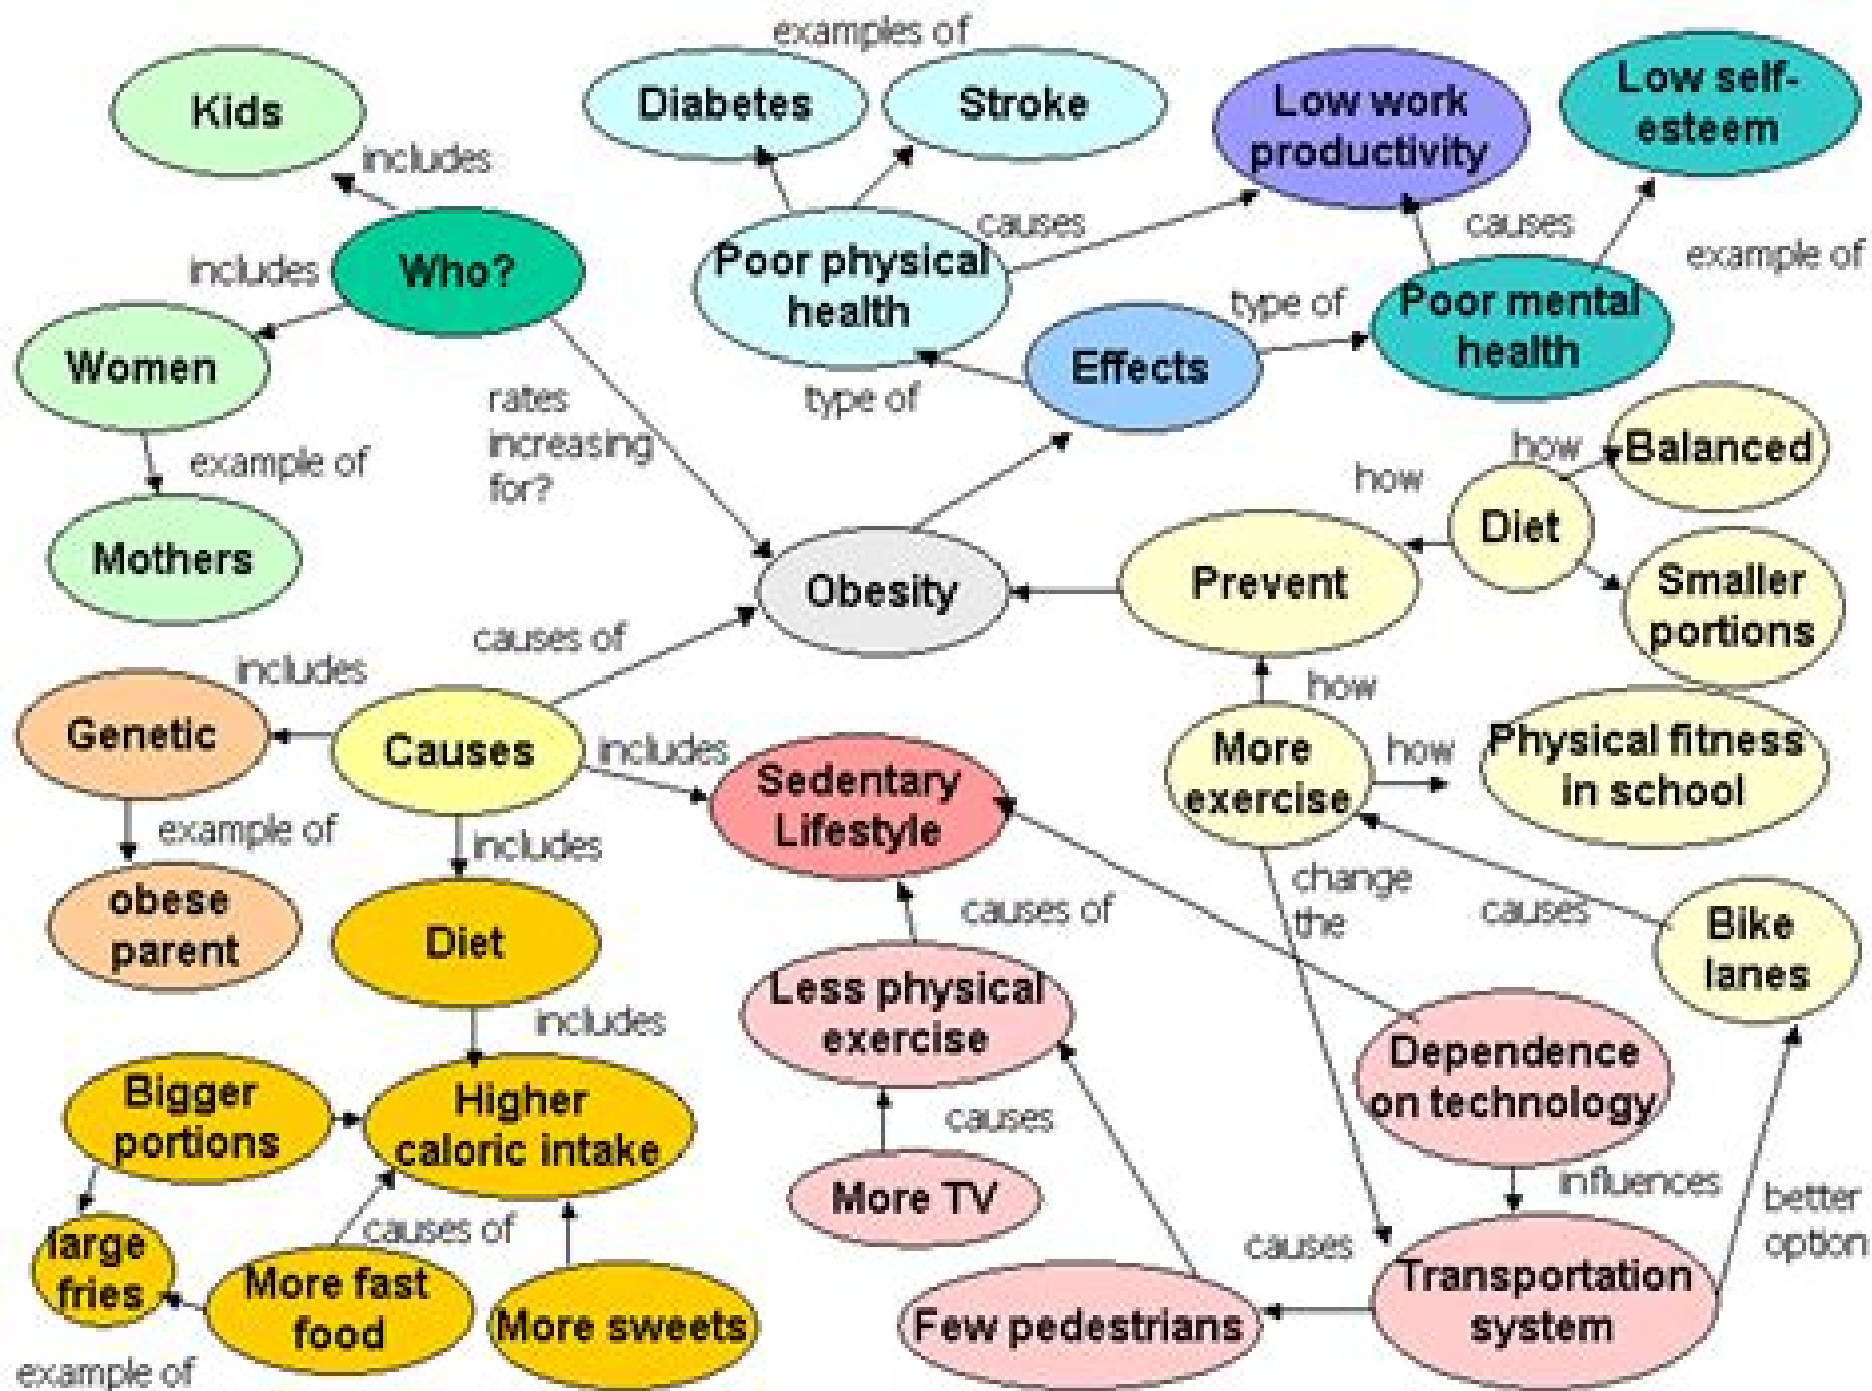 examples of
Kids
Diabetes
Stroke
Low work
productivity
Low self-
esteem
includes
includes
Who?
Poor physical
health
causes
causes
example of
Women
type of
Effects
type of
Poor mental
health
rates
increasing
for?
example of
Mothers
how
how
Balanced
Diet
Smaller
portions
Obesity
Prevent
causes of
includes
how
Genetic
Causes
includes
Sedentary
Lifestyle
More
exercise
how
Physical fitness
in school
example of
includes
change
the
causes
obese
parent
Diet
causes of
Bike
lanes
includes
Less physical
exercise
Dependence
on technology
Bigger
portions
Higher
caloric intake
causes
More TV
influences
better
option
large
fries
causes of
More fast
food
More sweets
causes
Few pedestrians
Transportation
system
example of